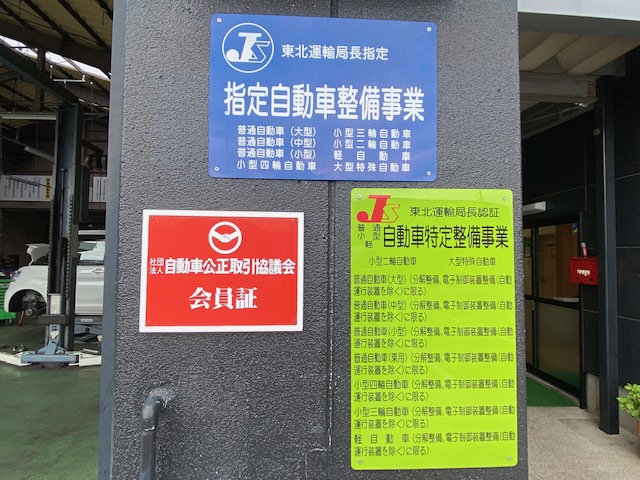 JS 東北運輸局長指定
指定自動車整備事業
普通自動車(大型) 小型三輪自動車
普通自動車(中型) 小型二輪自動車
普通自動車(小型) 軽自動車
小型四輪自動車 大型特殊自動車
社団法人 自動車公正取引協議会
会員証
JS 東北運輸局長認証
普通 小型 軽 自動車特定整備事業
小型二輪自動車 大型特殊自動車
普通自動車(大型)(分解整備、電子制御装置整備(自動
運行装置を除く)に限る)
普通自動車(中型)(分解整備、電子制御装置整備(自動
運行装置を除く)に限る)
普通自動車(小型)(分解整備、電子制御装置整備(自動
運行装置を除く)に限る)
普通自動車(乗用)(分解整備、電子制御装置整備(自動
運行装置を除く)に限る)
小型四輪自動車(分解整備、電子制御装置整備(自動
運行装置を除く)に限る)
小型三輪自動車(分解整備、電子制御装置整備(自動
運行装置を除く)に限る)
軽自動車(分解整備、電子制御装置整備(自動
運行装置を除く)に限る)